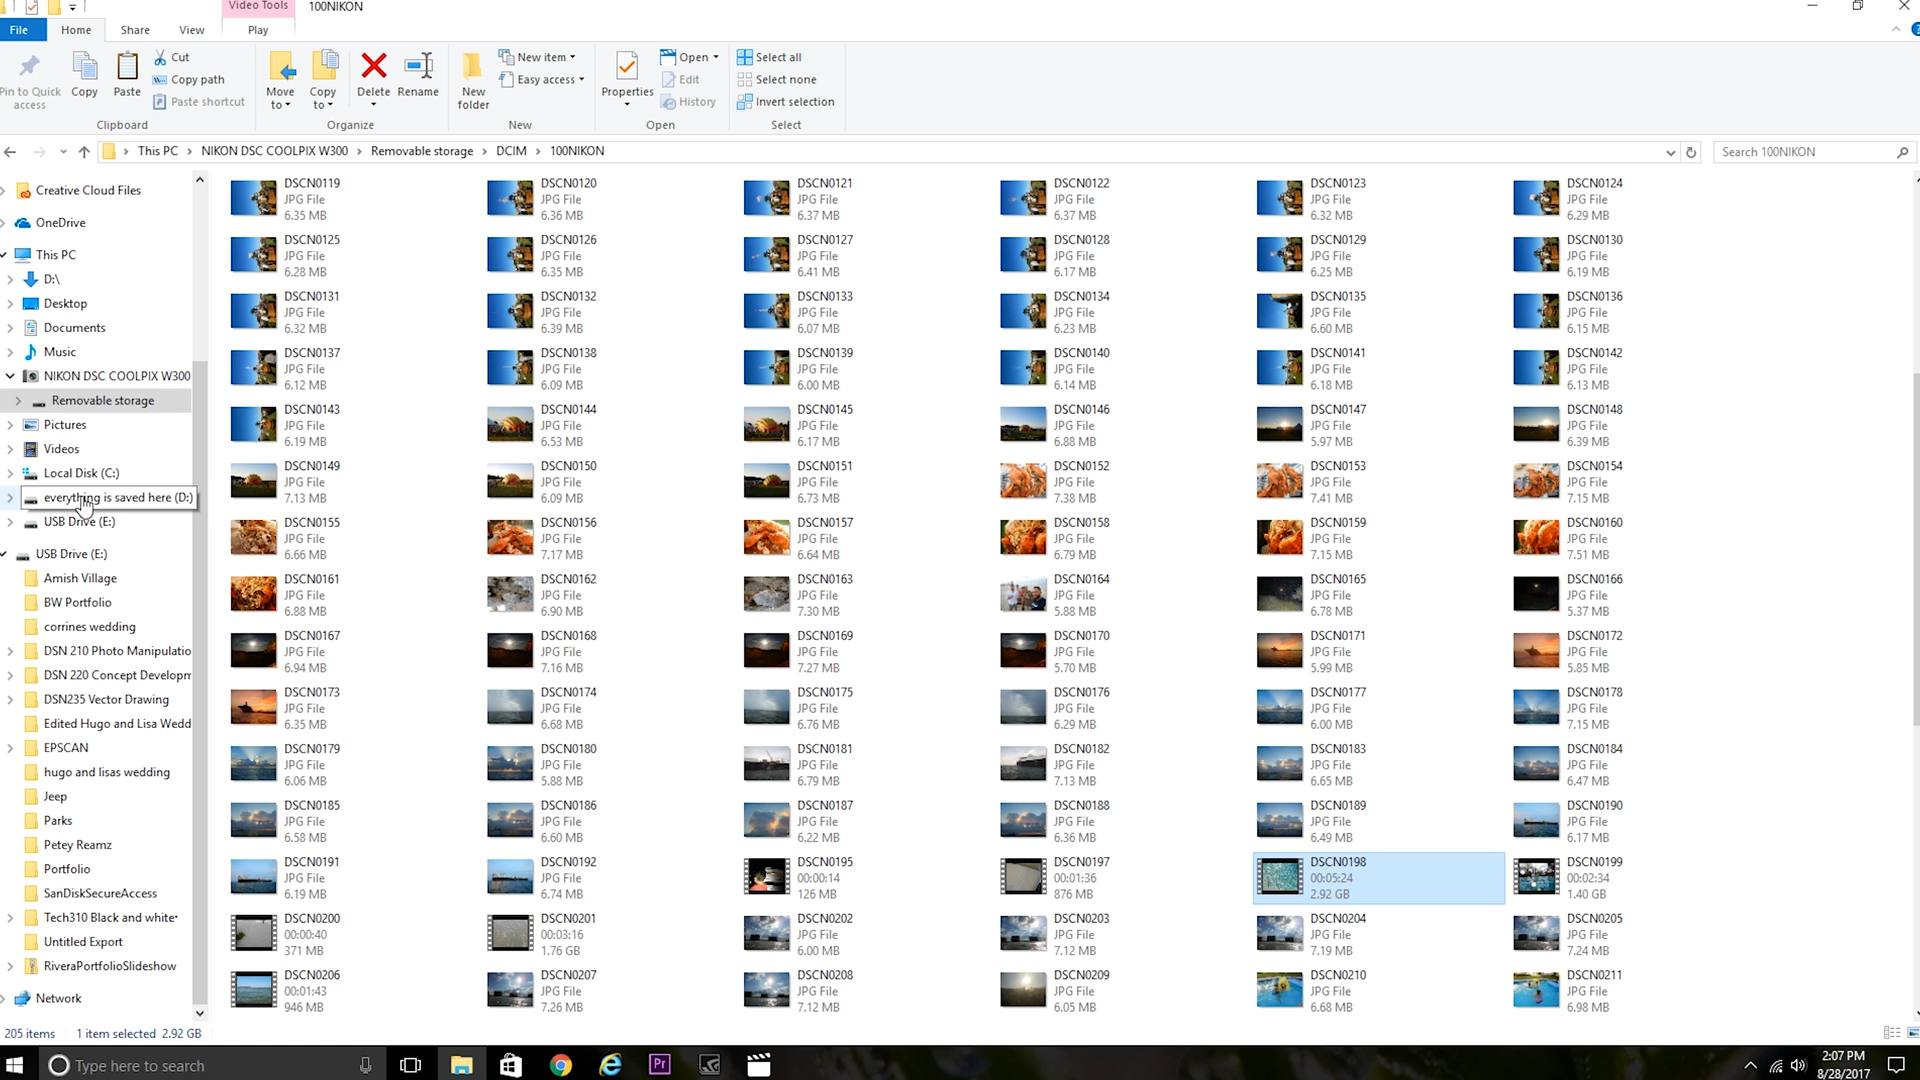 Video Tools
100NIKON
File
Home
Share
View
Play
Pin to Quick access
Copy
Paste
Cut
Copy path
Paste shortcut
Clipboard
Move to
Copy to
Delete
Rename
Organize
New folder
New item
Easy access
New
Properties
Open
Edit
History
Open
Select all
Select none
Invert selection
Select
This PC > NIKON DSC COOLPIX W300 > Removable storage > DCIM > 100NIKON
Search 100NIKON
Creative Cloud Files
OneDrive
This PC
D:\
Desktop
Documents
Music
NIKON DSC COOLPIX W300
Removable storage
Pictures
Videos
Local Disk (C:)
everything is saved here (D:)
USB Drive (E:)
USB Drive (E:)
Amish Village
BW Portfolio
corrines wedding
DSN 210 Photo Manipulatio
DSN 220 Concept Developm
DSN235 Vector Drawing
Edited Hugo and Lisa Wedd
EPSCAN
hugo and lisas wedding
Jeep
Parks
Petey Reamz
Portfolio
SanDiskSecureAccess
Tech310 Black and white
Untitled Export
RiveraPortfolioSlideshow
Network
DSCN0119 DSCN0120 DSCN0121 DSCN0122 DSCN0123 DSCN0124
JPG File JPG File JPG File JPG File JPG File JPG File
6.35 MB 6.36 MB 6.37 MB 6.37 MB 6.32 MB 6.29 MB
DSCN0125 DSCN0126 DSCN0127 DSCN0128 DSCN0129 DSCN0130
JPG File JPG File JPG File JPG File JPG File JPG File
6.28 MB 6.35 MB 6.41 MB 6.17 MB 6.25 MB 6.19 MB
DSCN0131 DSCN0132 DSCN0133 DSCN0134 DSCN0135 DSCN0136
JPG File JPG File JPG File JPG File JPG File JPG File
6.32 MB 6.39 MB 6.07 MB 6.23 MB 6.60 MB 6.15 MB
DSCN0137 DSCN0138 DSCN0139 DSCN0140 DSCN0141 DSCN0142
JPG File JPG File JPG File JPG File JPG File JPG File
6.12 MB 6.09 MB 6.00 MB 6.14 MB 6.18 MB 6.13 MB
DSCN0143 DSCN0144 DSCN0145 DSCN0146 DSCN0147 DSCN0148
JPG File JPG File JPG File JPG File JPG File JPG File
6.19 MB 6.53 MB 6.17 MB 6.88 MB 5.97 MB 6.39 MB
DSCN0149 DSCN0150 DSCN0151 DSCN0152 DSCN0153 DSCN0154
JPG File JPG File JPG File JPG File JPG File JPG File
7.13 MB 6.09 MB 6.73 MB 7.38 MB 7.41 MB 7.15 MB
DSCN0155 DSCN0156 DSCN0157 DSCN0158 DSCN0159 DSCN0160
JPG File JPG File JPG File JPG File JPG File JPG File
6.66 MB 7.17 MB 6.64 MB 6.79 MB 7.15 MB 7.51 MB
DSCN0161 DSCN0162 DSCN0163 DSCN0164 DSCN0165 DSCN0166
JPG File JPG File JPG File JPG File JPG File JPG File
6.88 MB 6.90 MB 7.30 MB 5.88 MB 6.78 MB 5.37 MB
DSCN0167 DSCN0168 DSCN0169 DSCN0170 DSCN0171 DSCN0172
JPG File JPG File JPG File JPG File JPG File JPG File
6.94 MB 7.16 MB 7.27 MB 5.70 MB 5.99 MB 5.85 MB
DSCN0173 DSCN0174 DSCN0175 DSCN0176 DSCN0177 DSCN0178
JPG File JPG File JPG File JPG File JPG File JPG File
6.35 MB 6.68 MB 6.76 MB 6.29 MB 6.00 MB 7.15 MB
DSCN0179 DSCN0180 DSCN0181 DSCN0182 DSCN0183 DSCN0184
JPG File JPG File JPG File JPG File JPG File JPG File
6.06 MB 5.88 MB 6.79 MB 7.13 MB 6.65 MB 6.47 MB
DSCN0185 DSCN0186 DSCN0187 DSCN0188 DSCN0189 DSCN0190
JPG File JPG File JPG File JPG File JPG File JPG File
6.58 MB 6.60 MB 6.22 MB 6.36 MB 6.49 MB 6.17 MB
DSCN0191 DSCN0192 DSCN0195 DSCN0197 DSCN0198 DSCN0199
JPG File JPG File 00:00:14 00:01:36 00:05:24 00:02:34
6.19 MB 6.74 MB 126 MB 876 MB 2.92 GB 1.40 GB
DSCN0200 DSCN0201 DSCN0202 DSCN0203 DSCN0204 DSCN0205
00:00:40 00:03:16 JPG File JPG File JPG File JPG File
371 MB 1.76 GB 6.00 MB 7.12 MB 7.19 MB 7.24 MB
DSCN0206 DSCN0207 DSCN0208 DSCN0209 DSCN0210 DSCN0211
00:01:43 JPG File JPG File JPG File JPG File JPG File
946 MB 7.26 MB 7.12 MB 6.05 MB 6.68 MB 6.98 MB
205 items 1 item selected 2.92 GB
Type here to search
Pr
2:07 PM
8/28/2017